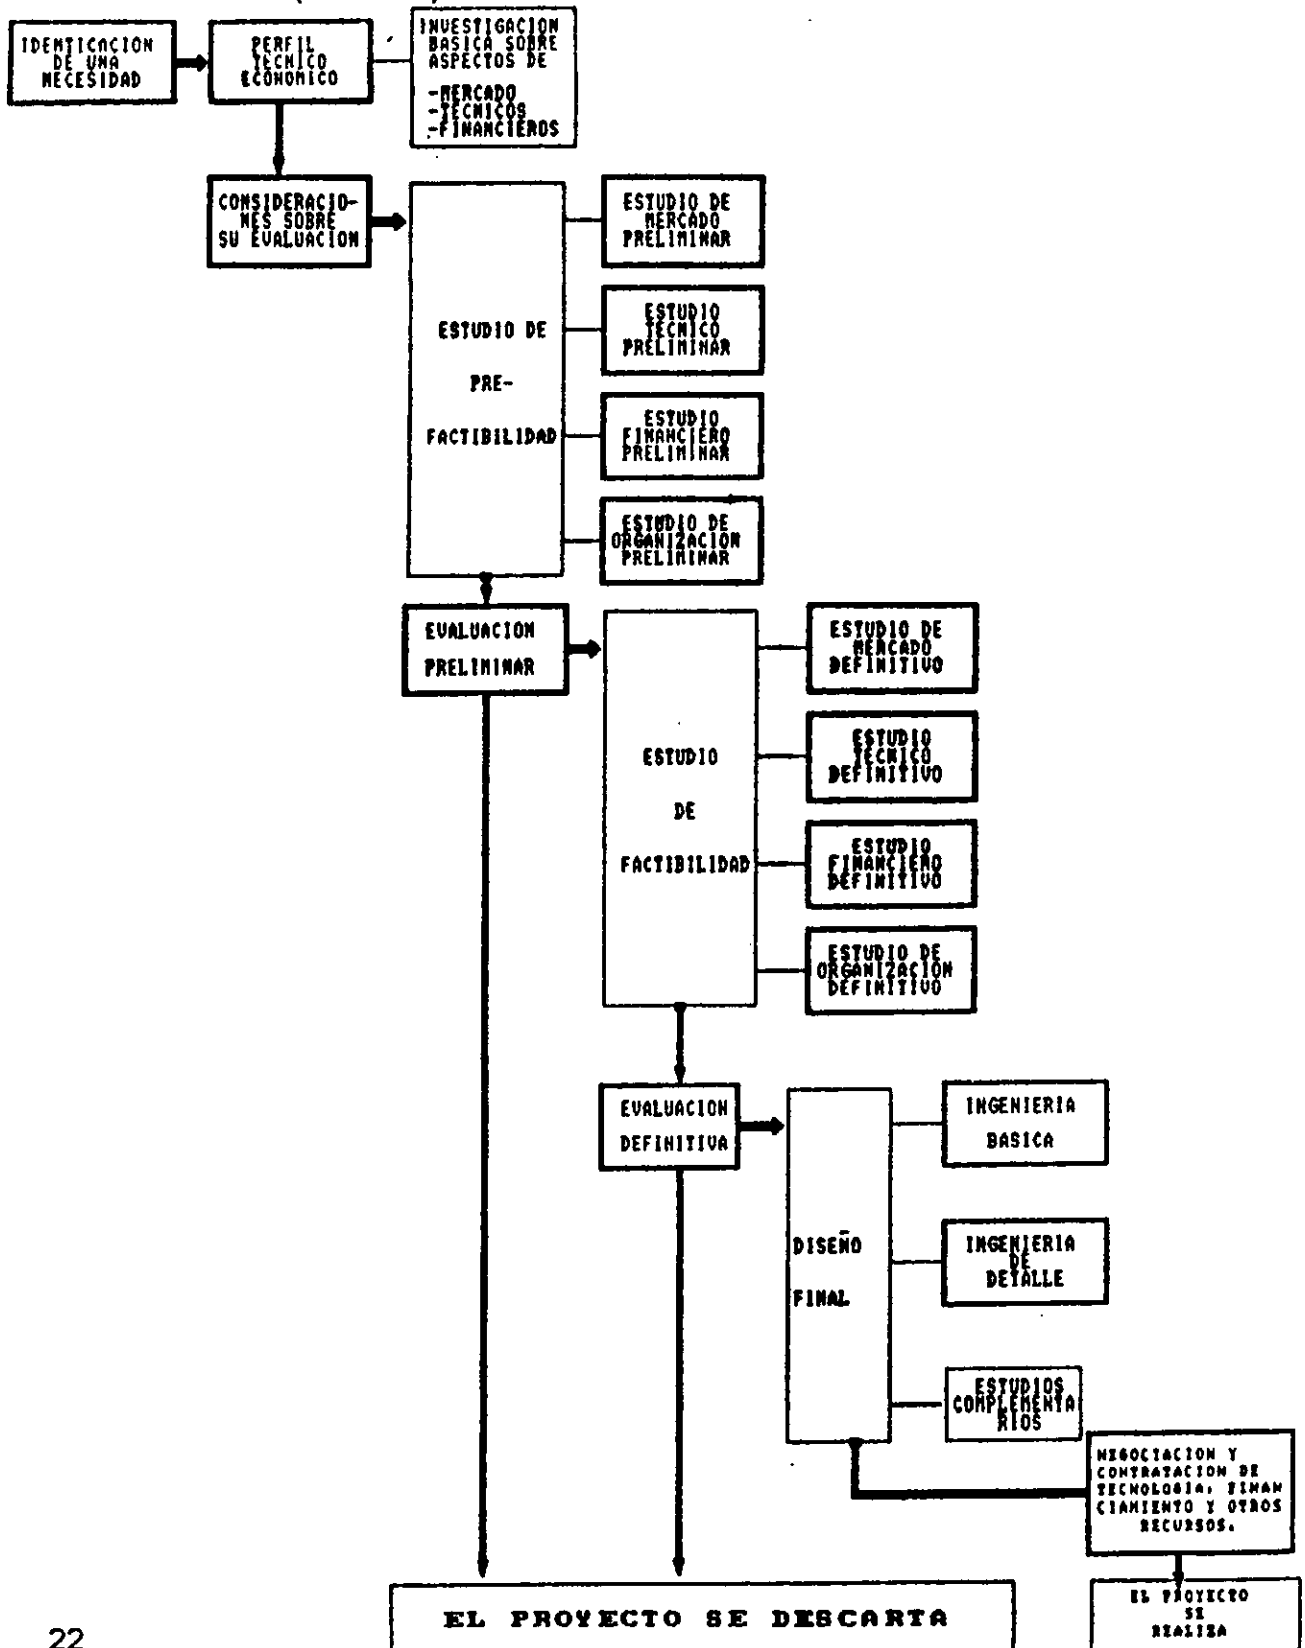 IDENTICACION
DE UNA
NECESIDAD
PERFIL
TECNICO
ECONOMICO
INVESTIGACION
BASICA SOBRE
ASPECTOS DE
-MERCADO
-TECNICOS
-FINANCIEROS
CONSIDERACIO-
NES SOBRE
SU EVALUACION
ESTUDIO DE
PRE-
FACTIBILIDAD
ESTUDIO DE
MERCADO
PRELIMINAR
ESTUDIO
TECNICO
PRELIMINAR
ESTUDIO
FINANCIERO
PRELIMINAR
ESTUDIO DE
ORGANIZACION
PRELIMINAR
EVALUACION
PRELIMINAR
ESTUDIO
DE
FACTIBILIDAD
ESTUDIO DE
MERCADO
DEFINITIVO
ESTUDIO
TECNICO
DEFINITIVO
ESTUDIO
FINANCIERO
DEFINITIVO
ESTUDIO DE
ORGANIZACION
DEFINITIVO
EVALUACION
DEFINITIVA
DISEÑO
FINAL
INGENIERIA
BASICA
INGENIERIA
DE
DETALLE
ESTUDIOS
COMPLEMENTA
RIOS
NEGOCIACION Y
CONTRATACION DE
TECNOLOGIA, FINAN
CIAMIENTO Y OTROS
RECURSOS.
EL PROYECTO SE DESCARTA
EL PROYECTO
SE
REALIZA
22